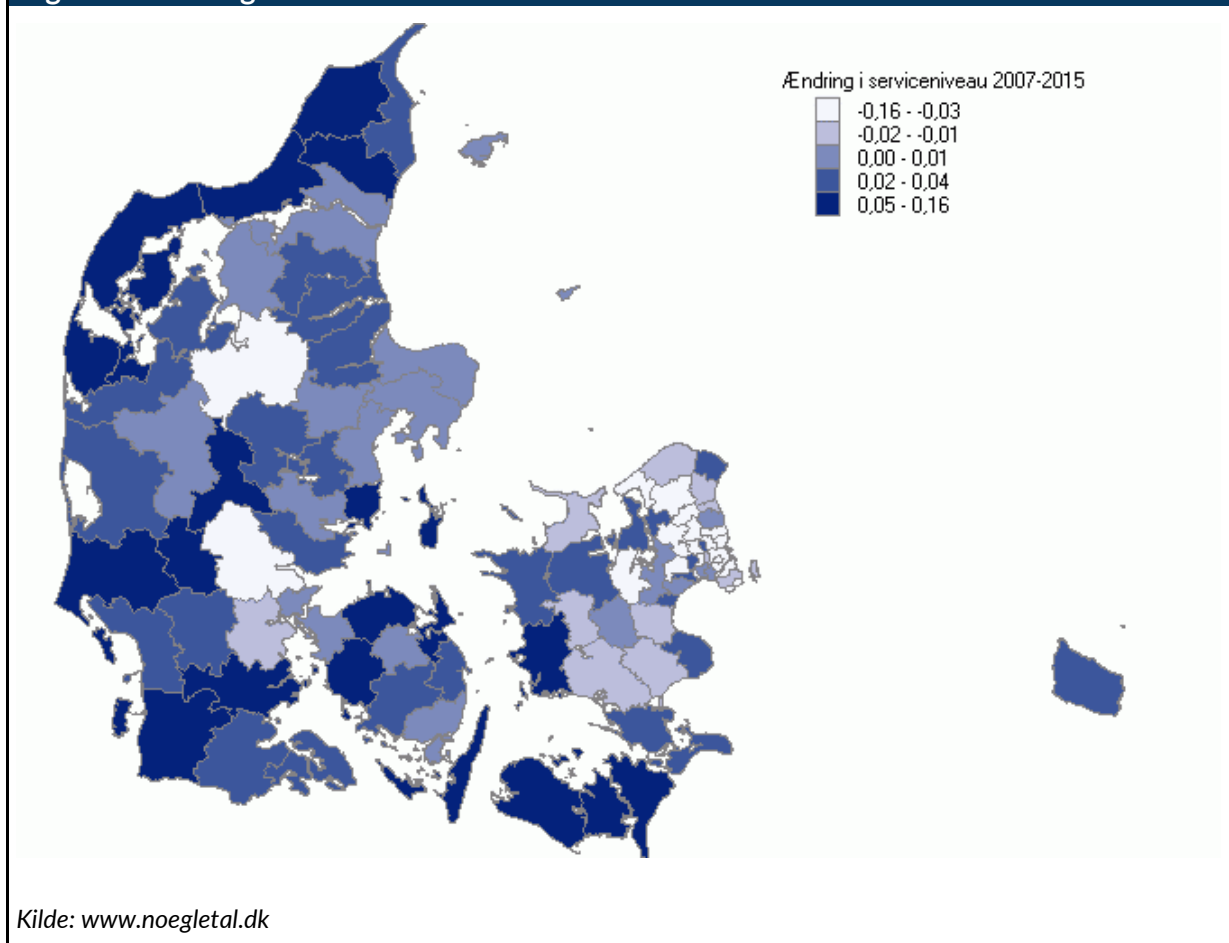 Ændring i serviceniveau 2007-2015
-0,16 - -0,03
-0,02 - -0,01
0,00 - 0,01
0,02 - 0,04
0,05 - 0,16
Kilde: www.noegletal.dk